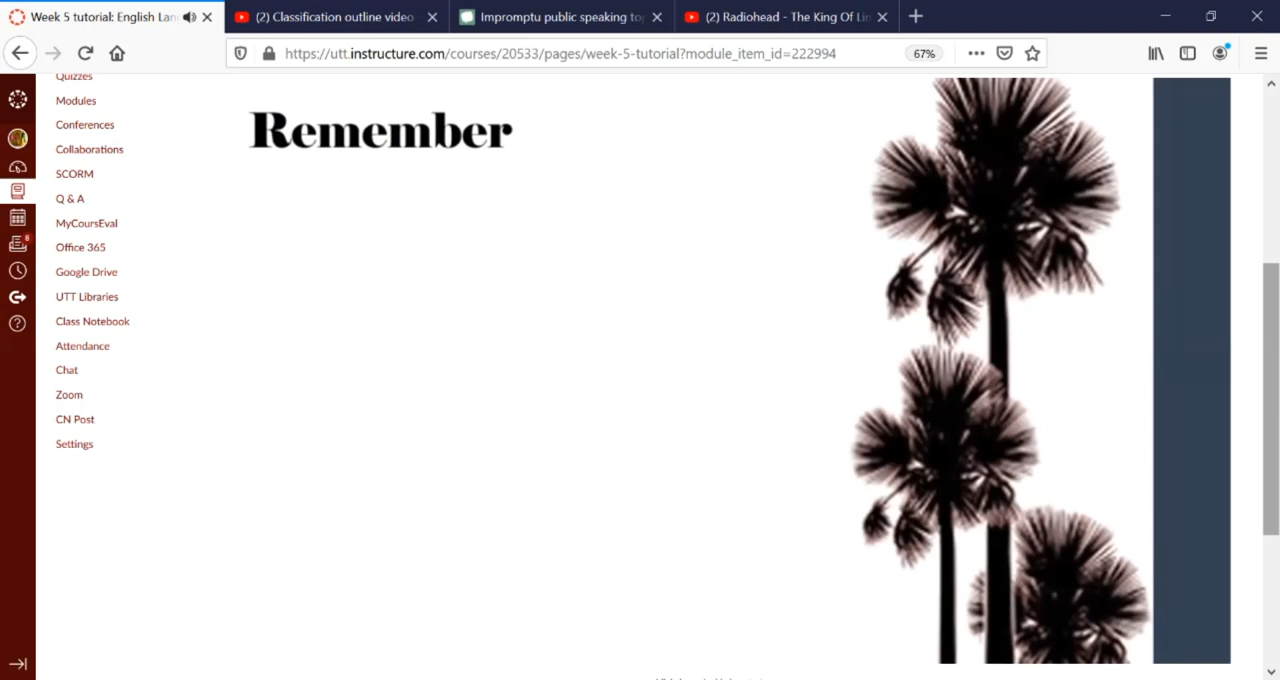 Week 5 tutorial: English Lan
(2) Classification outline video
Impromptu public speaking to
(2) Radiohead - The King Of Lim
https://utt.instructure.com/courses/20533/pages/week-5-tutorial?module_item_id=222994
67%
Quizzes
Modules
Conferences
Collaborations
SCORM
Q & A
MyCoursEval
Office 365
Google Drive
UTT Libraries
Class Notebook
Attendance
Chat
Zoom
CN Post
Settings
8
Remember